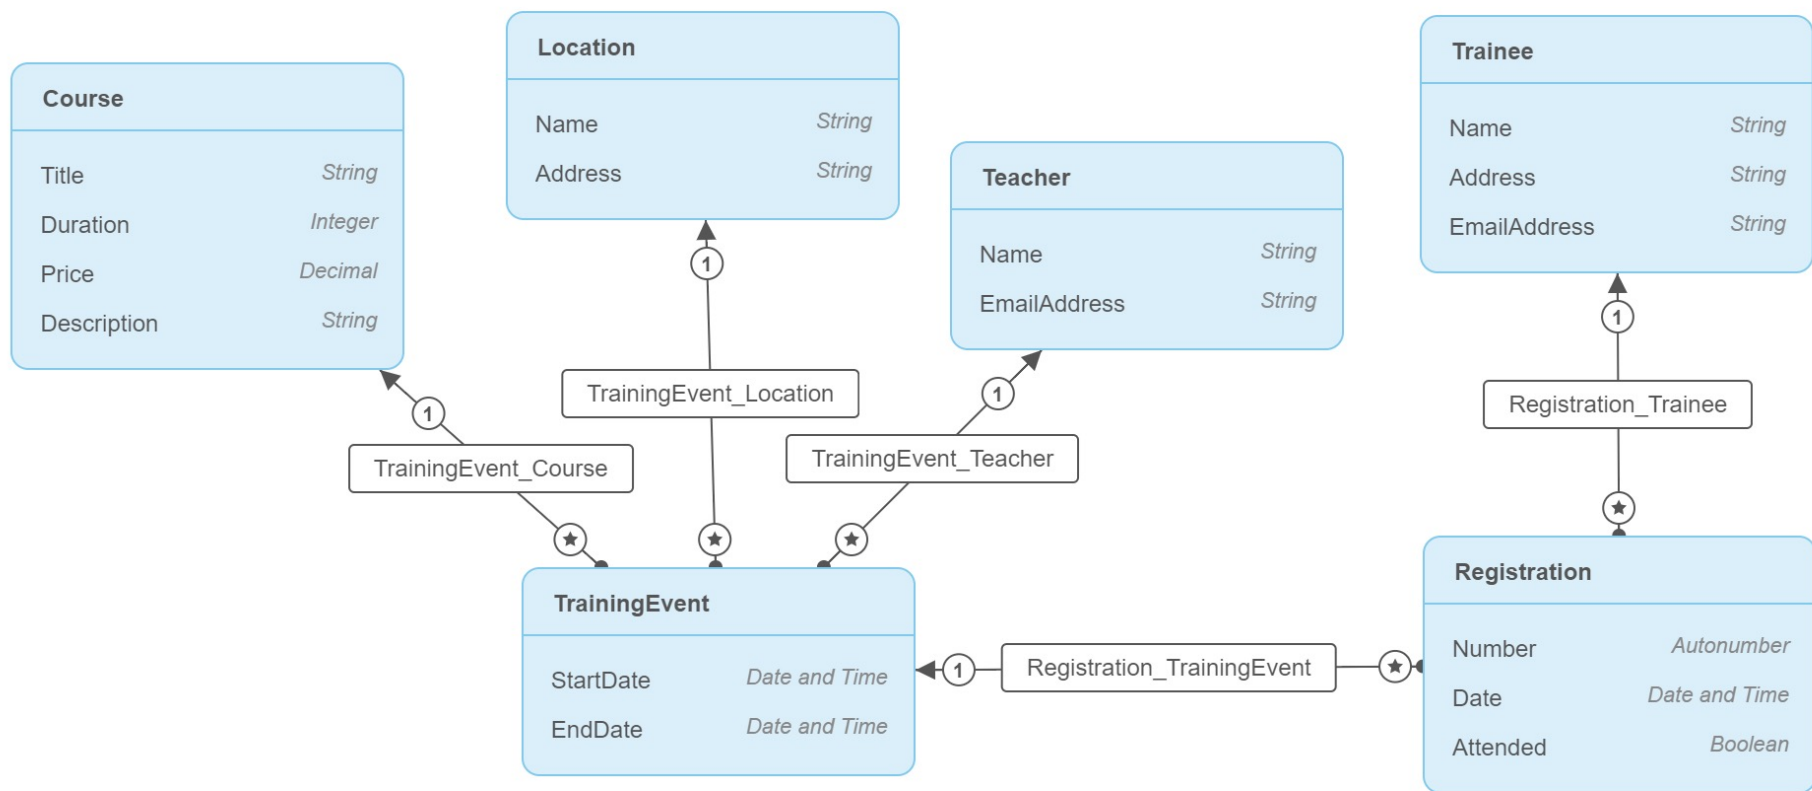 Course
Title String
Duration Integer
Price Decimal
Description String
Location
Name String
Address String
Teacher
Name String
EmailAddress String
Trainee
Name String
Address String
EmailAddress String
1
1
1
1
TrainingEvent_Course
TrainingEvent_Location
TrainingEvent_Teacher
Registration_Trainee
TrainingEvent
StartDate Date and Time
EndDate Date and Time
1
Registration_TrainingEvent
Registration
Number Autonumber
Date Date and Time
Attended Boolean